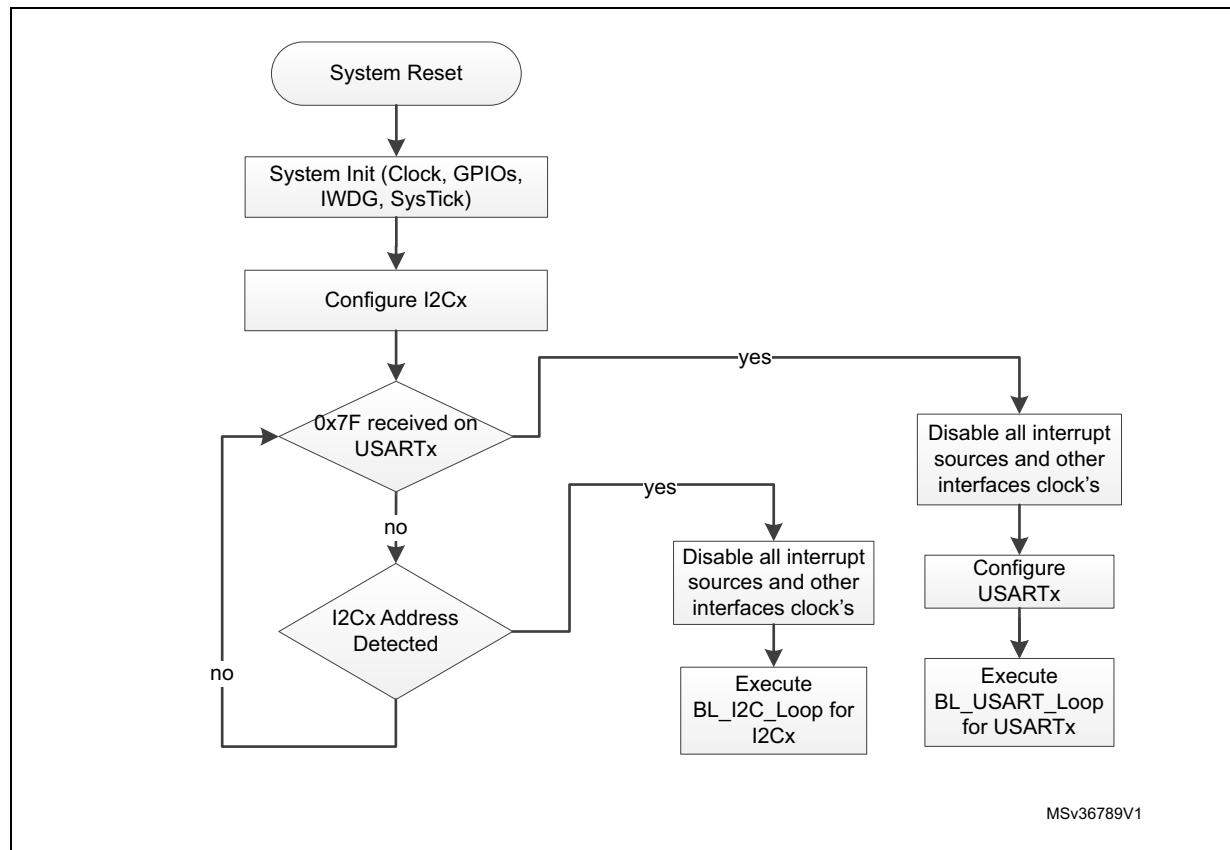 System Reset
System Init (Clock, GPIOs,
IWDG, SysTick)
Configure I2Cx
yes
0x7F received on
USARTx
Disable all interrupt
sources and other
interfaces clock's
yes
no
Disable all interrupt
sources and other
interfaces clock's
Configure
USARTx
I2Cx Address
Detected
no
Execute
BL_I2C_Loop for
I2Cx
Execute
BL_USART_Loop
for USARTx
MSv36789V1